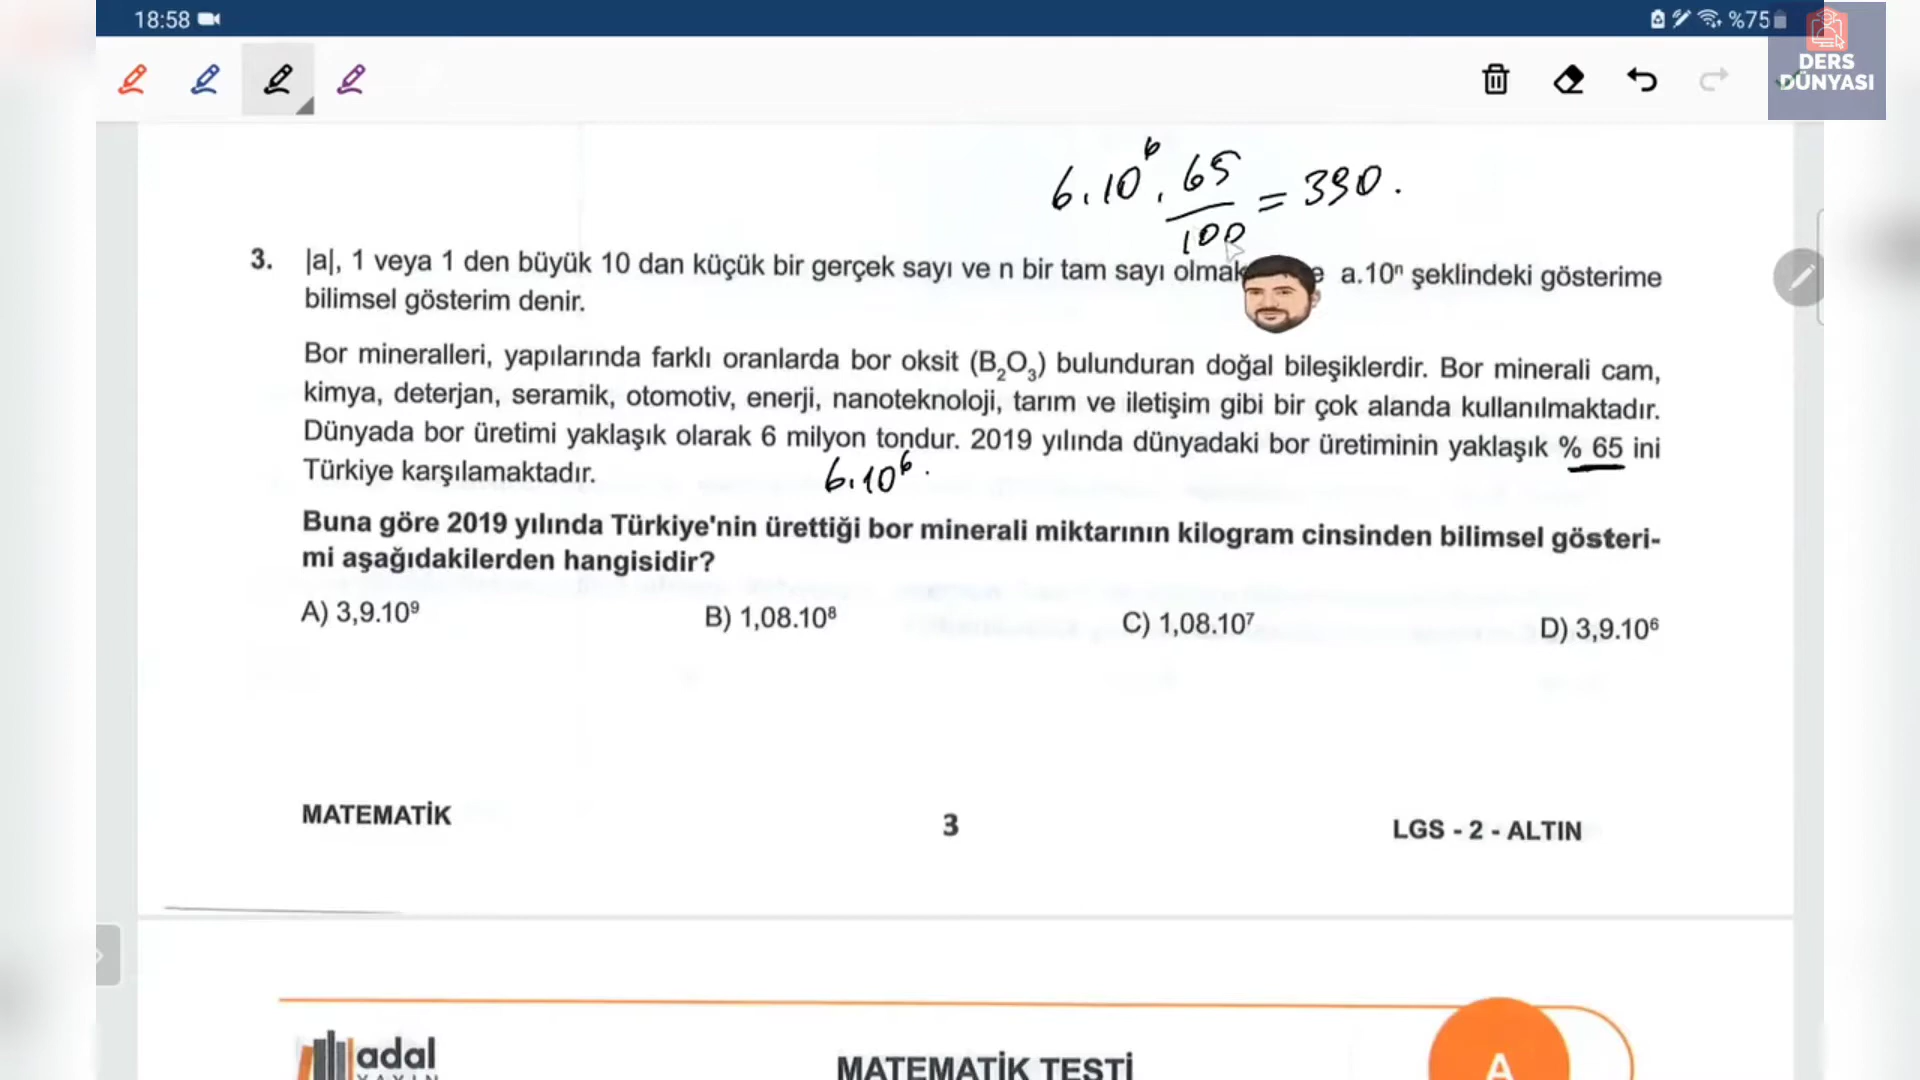 18:58
%75
DERS
DÜNYASI
6.10⁶ . 65/100 = 390.
3. |a|, 1 veya 1 den büyük 10 dan küçük bir gerçek sayı ve n bir tam sayı olmak e a.10ⁿ şeklindeki gösterime
bilimsel gösterim denir.
Bor mineralleri, yapılarında farklı oranlarda bor oksit (B₂O₃) bulunduran doğal bileşiklerdir. Bor minerali cam,
kimya, deterjan, seramik, otomotiv, enerji, nanoteknoloji, tarım ve iletişim gibi bir çok alanda kullanılmaktadır.
Dünyada bor üretimi yaklaşık olarak 6 milyon tondur. 2019 yılında dünyadaki bor üretiminin yaklaşık % 65 ini
Türkiye karşılamaktadır.
6.10⁶.
Buna göre 2019 yılında Türkiye'nin ürettiği bor minerali miktarının kilogram cinsinden bilimsel gösteri-
mi aşağıdakilerden hangisidir?
A) 3,9.10⁹ B) 1,08.10⁸ C) 1,08.10⁷ D) 3,9.10⁶
MATEMATİK 3 LGS - 2 - ALTIN
adal
YAYIN
MATEMATİK TESTİ
A